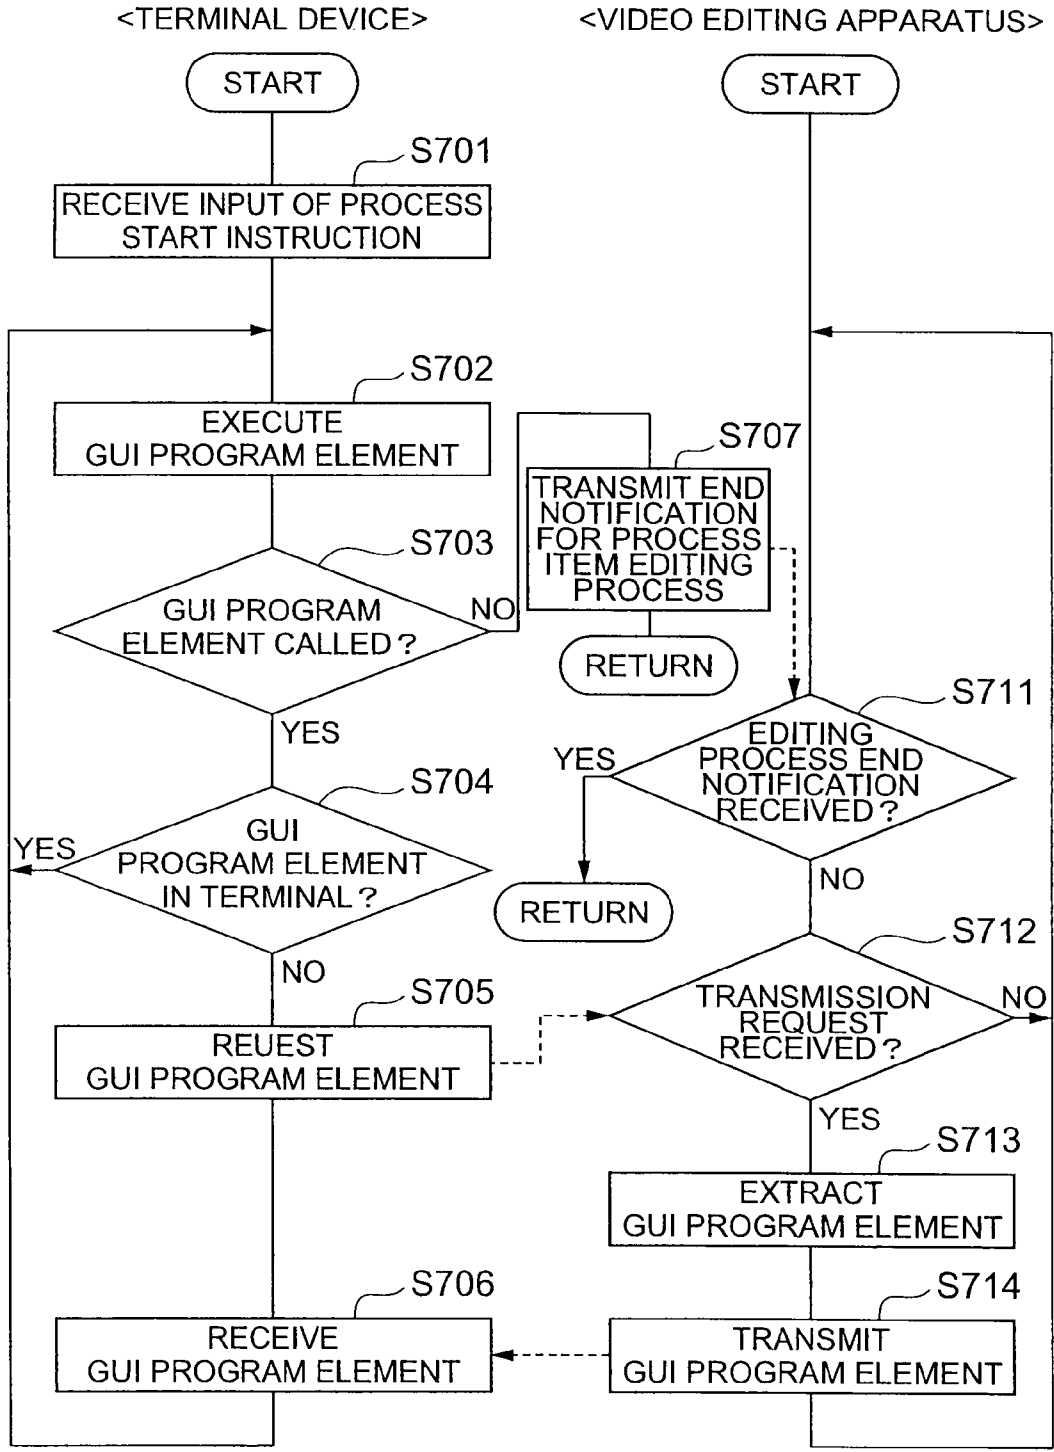 <TERMINAL DEVICE>
START
S701
RECEIVE INPUT OF PROCESS
START INSTRUCTION
S702
EXECUTE
GUI PROGRAM ELEMENT
S703
GUI PROGRAM
ELEMENT CALLED?
NO
YES
S704
GUI
PROGRAM ELEMENT
IN TERMINAL?
YES
NO
S705
REUEST
GUI PROGRAM ELEMENT
S706
RECEIVE
GUI PROGRAM ELEMENT
S707
TRANSMIT END
NOTIFICATION
FOR PROCESS
ITEM EDITING
PROCESS
RETURN
<VIDEO EDITING APPARATUS>
START
S711
EDITING
PROCESS END
NOTIFICATION
RECEIVED?
YES
RETURN
NO
S712
TRANSMISSION
REQUEST
RECEIVED?
NO
YES
S713
EXTRACT
GUI PROGRAM ELEMENT
S714
TRANSMIT
GUI PROGRAM ELEMENT